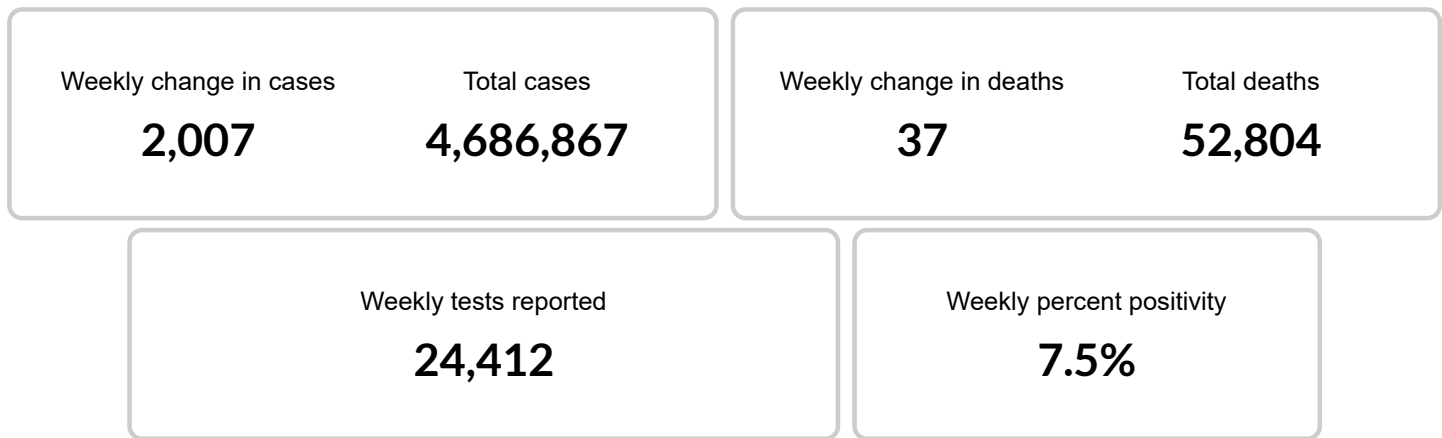 Weekly change in cases
2,007
Total cases
4,686,867
Weekly change in deaths
37
Total deaths
52,804
Weekly tests reported
24,412
Weekly percent positivity
7.5%